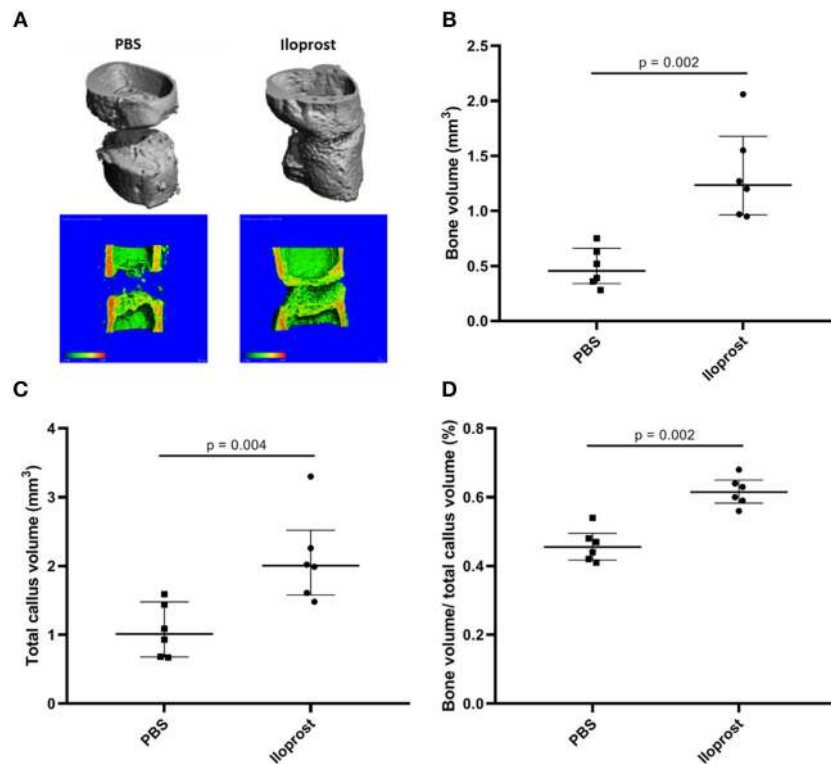 A
PBS
Iloprost
B
Bone volume (mm³)
2.5
2.0
1.5
1.0
0.5
0.0
p = 0.002
PBS
Iloprost
C
Total callus volume (mm³)
4
3
2
1
0
p = 0.004
PBS
Iloprost
D
Bone volume/ total callus volume (%)
0.8
0.6
0.4
0.2
0.0
p = 0.002
PBS
Iloprost